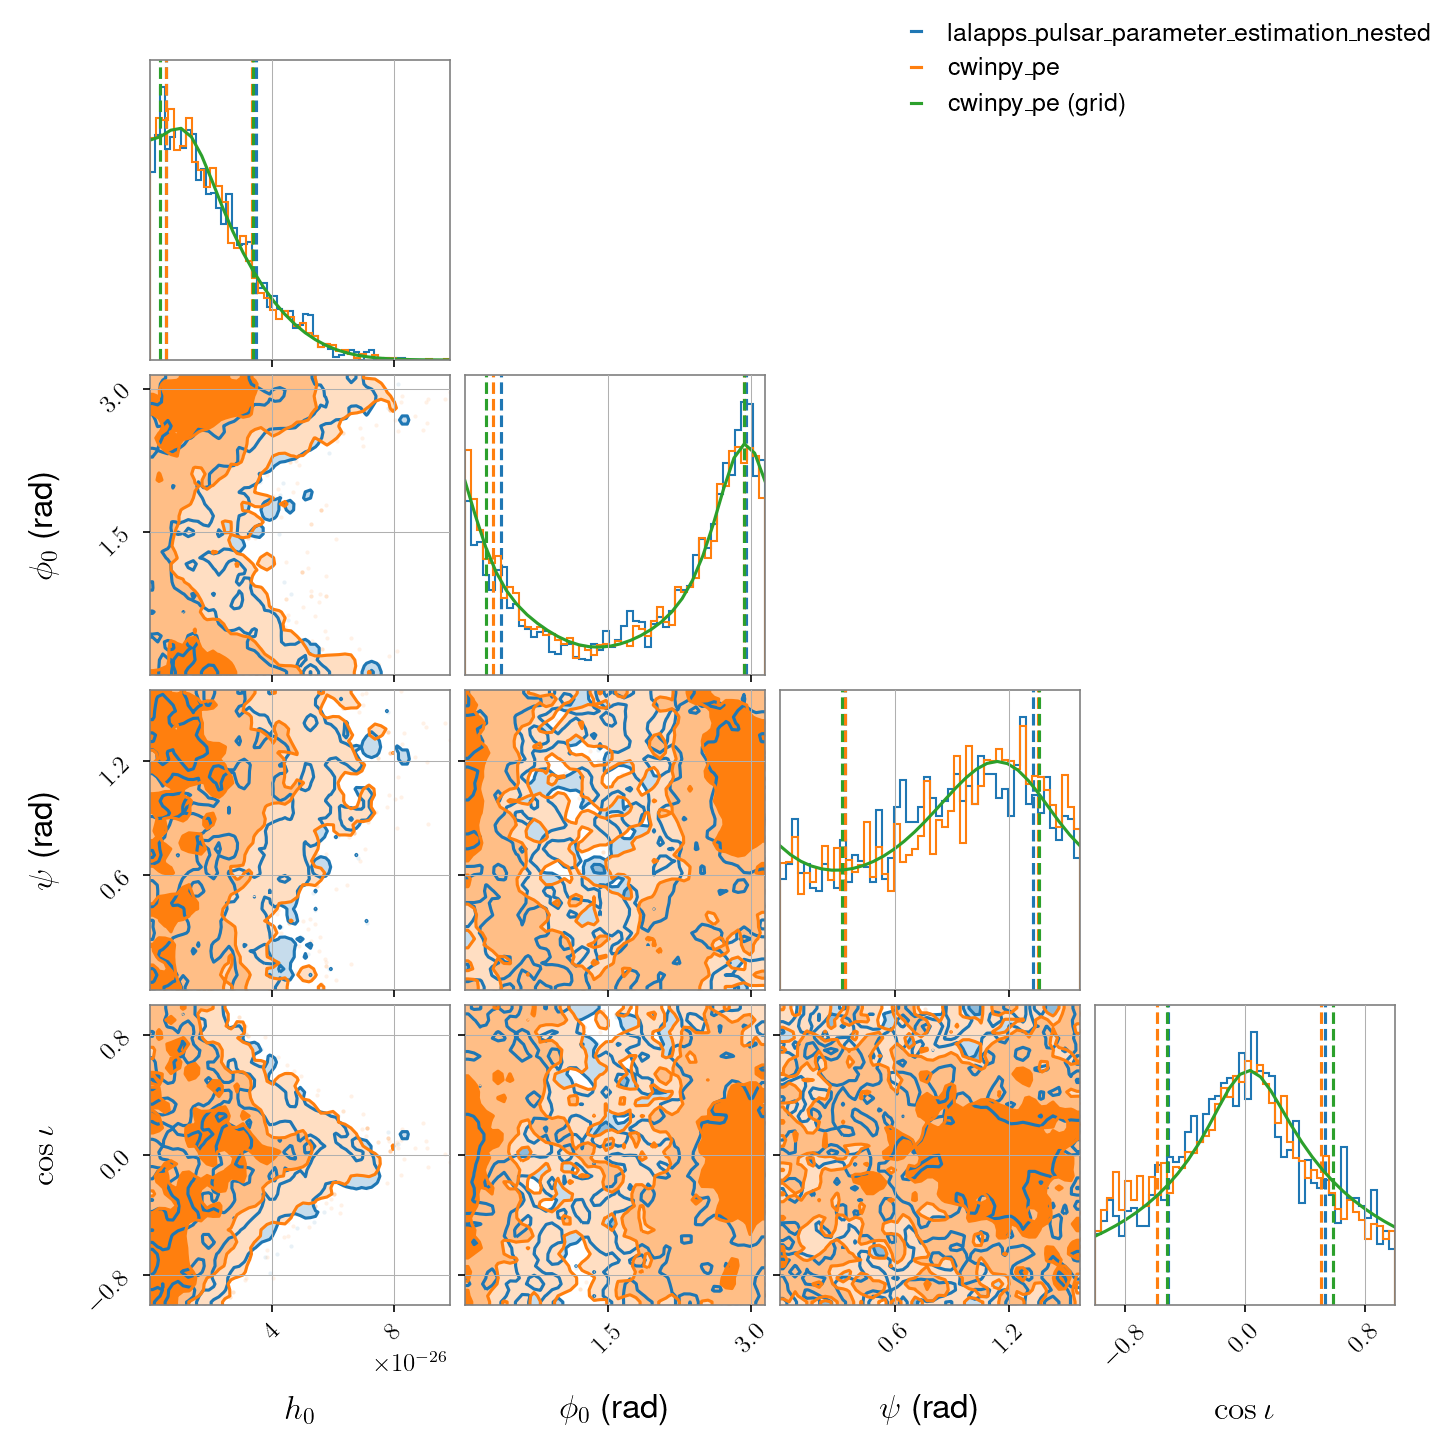 lalapps_pulsar_parameter_estimation_nested
cwinpy_pe
cwinpy_pe (grid)
3.0
1.5
ϕ₀ (rad)
1.2
0.6
ψ (rad)
0.8
0.0
−0.8
cos ι
4
8
×10⁻²⁶
h₀
1.5
3.0
ϕ₀ (rad)
0.6
1.2
ψ (rad)
−0.8
0.0
0.8
cos ι